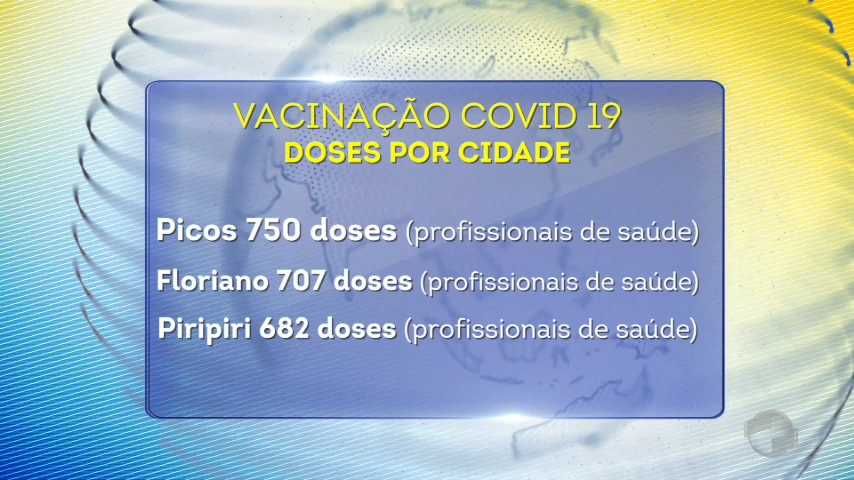 VACINAÇÃO COVID 19
DOSES POR CIDADE
Picos 750 doses (profissionais de saúde)
Floriano 707 doses (profissionais de saúde)
Piripiri 682 doses (profissionais de saúde)